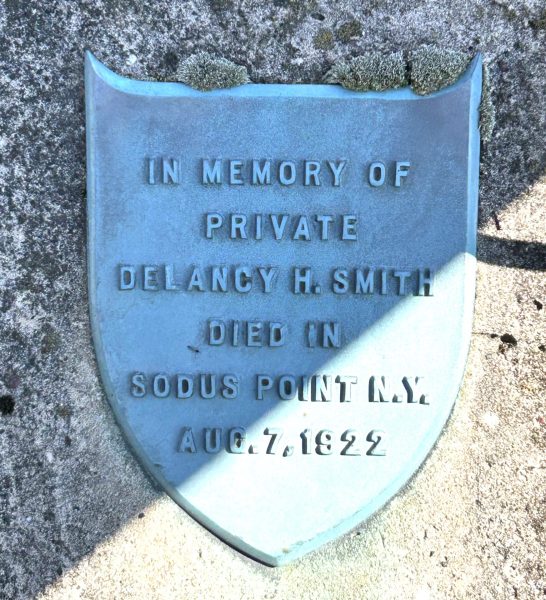 IN MEMORY OF
PRIVATE
DELANCY H. SMITH
DIED IN
SODUS POINT N.Y.
AUG. 7, 1922